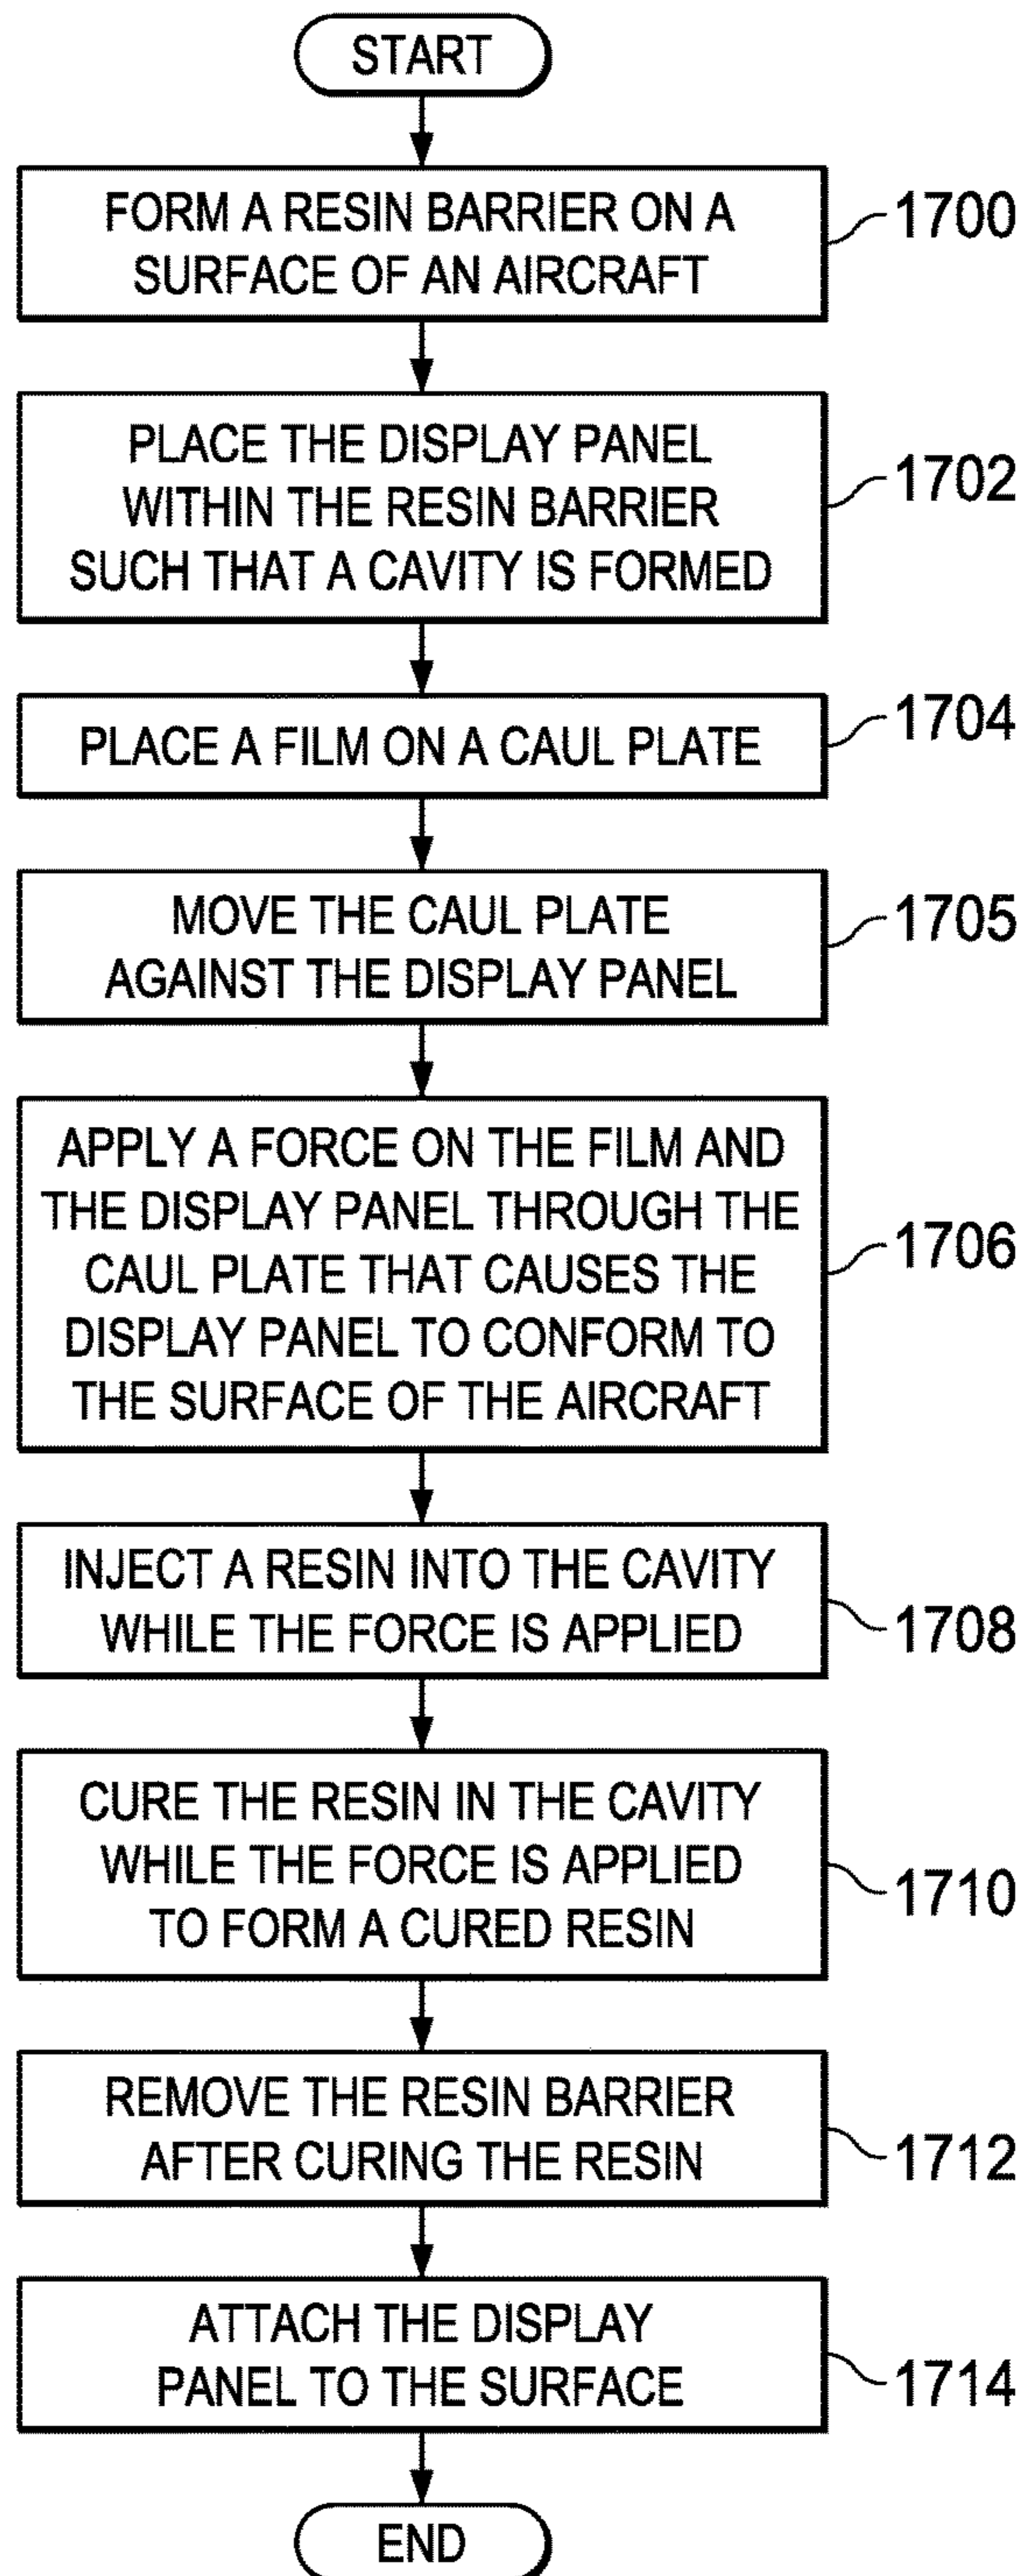 START
FORM A RESIN BARRIER ON A
SURFACE OF AN AIRCRAFT
1700
PLACE THE DISPLAY PANEL
WITHIN THE RESIN BARRIER
SUCH THAT A CAVITY IS FORMED
1702
PLACE A FILM ON A CAUL PLATE
1704
MOVE THE CAUL PLATE
AGAINST THE DISPLAY PANEL
1705
APPLY A FORCE ON THE FILM AND
THE DISPLAY PANEL THROUGH THE
CAUL PLATE THAT CAUSES THE
DISPLAY PANEL TO CONFORM TO
THE SURFACE OF THE AIRCRAFT
1706
INJECT A RESIN INTO THE CAVITY
WHILE THE FORCE IS APPLIED
1708
CURE THE RESIN IN THE CAVITY
WHILE THE FORCE IS APPLIED
TO FORM A CURED RESIN
1710
REMOVE THE RESIN BARRIER
AFTER CURING THE RESIN
1712
ATTACH THE DISPLAY
PANEL TO THE SURFACE
1714
END